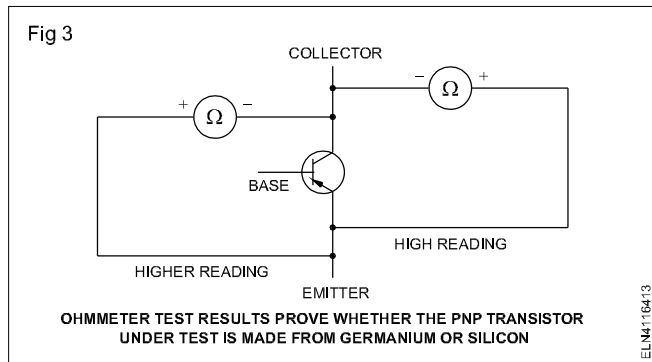 Fig 3
COLLECTOR
− +
Ω
+ −
Ω
BASE
HIGH READING
HIGHER READING
EMITTER
OHMMETER TEST RESULTS PROVE WHETHER THE PNP TRANSISTOR
UNDER TEST IS MADE FROM GERMANIUM OR SILICON
ELN4116413